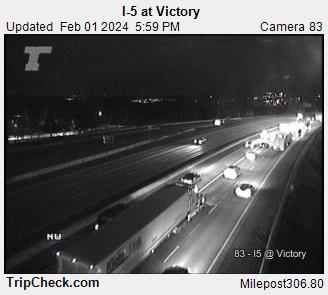 I-5 at Victory
Updated Feb 01 2024 5:59 PM Camera 83
T
NW
83 - I5 @ Victory
TripCheck.com Milepost306.80